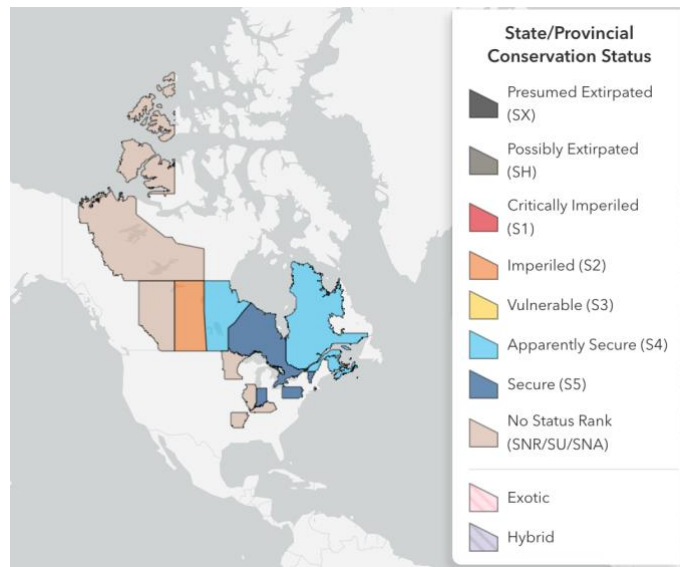 State/Provincial
Conservation Status
Presumed Extirpated
(SX)
Possibly Extirpated
(SH)
Critically Imperiled
(S1)
Imperiled (S2)
Vulnerable (S3)
Apparently Secure (S4)
Secure (S5)
No Status Rank
(SNR/SU/SNA)
Exotic
Hybrid